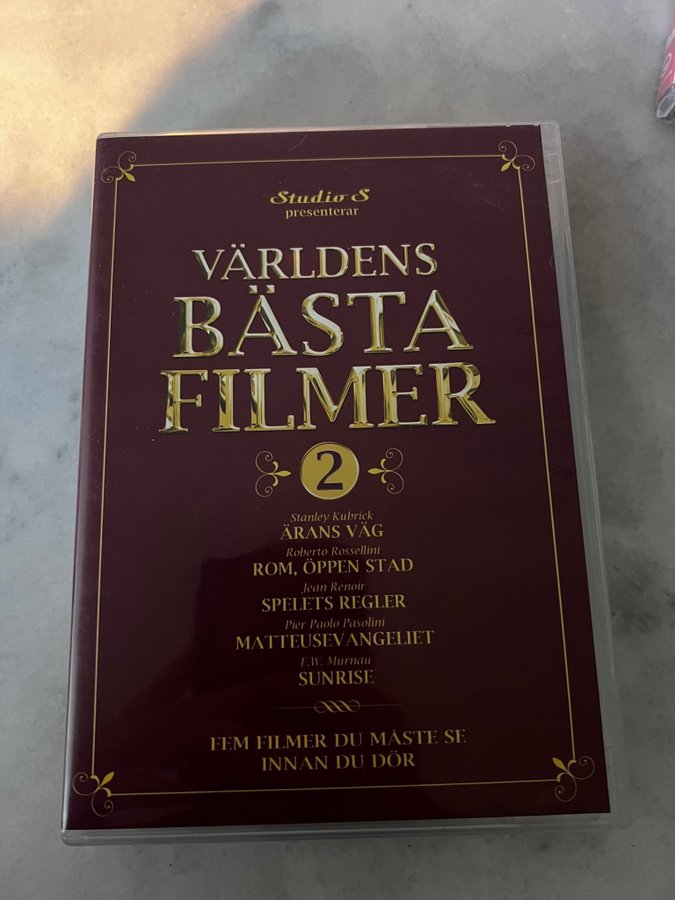 Studio S
presenterar
VÄRLDENS
BÄSTA
FILMER
2
Stanley Kubrick
ÄRANS VÄG
Roberto Rossellini
ROM, ÖPPEN STAD
Jean Renoir
SPELETS REGLER
Pier Paolo Pasolini
MATTEUSEVANGELIET
F.W. Murnau
SUNRISE
FEM FILMER DU MÅSTE SE
INNAN DU DÖR